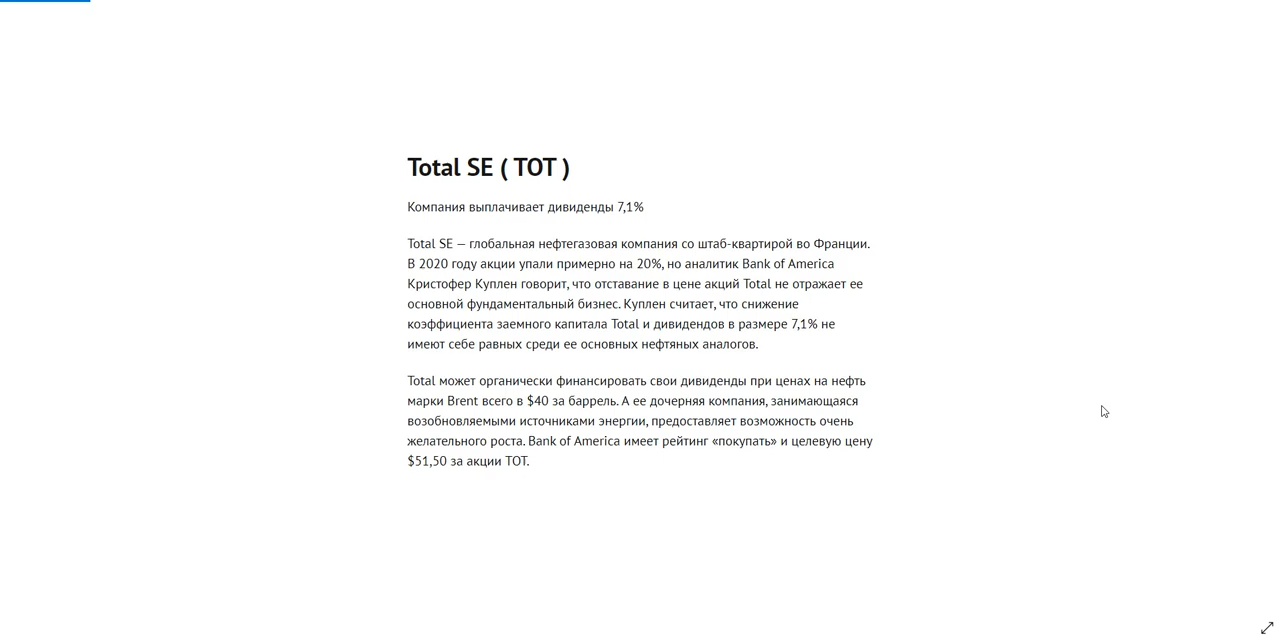 Total SE ( TOT )
Компания выплачивает дивиденды 7,1%
Total SE — глобальная нефтегазовая компания со штаб-квартирой во Франции.
В 2020 году акции упали примерно на 20%, но аналитик Bank of America
Кристофер Куплен говорит, что отставание в цене акций Total не отражает ее
основной фундаментальный бизнес. Куплен считает, что снижение
коэффициента заемного капитала Total и дивидендов в размере 7,1% не
имеют себе равных среди ее основных нефтяных аналогов.
Total может органически финансировать свои дивиденды при ценах на нефть
марки Brent всего в $40 за баррель. А ее дочерняя компания, занимающаяся
возобновляемыми источниками энергии, предоставляет возможность очень
желательного роста. Bank of America имеет рейтинг «покупать» и целевую цену
$51,50 за акции TOT.